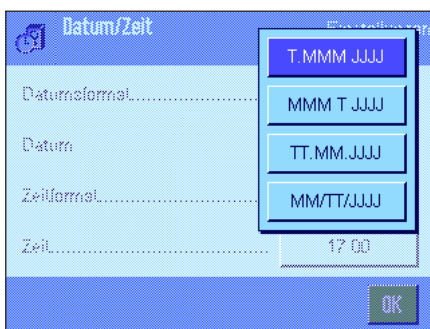 Datum/Zeit
T.MMM JJJJ
Datumsformat
MMM T JJJJ
Datum
TT.MM.JJJJ
Zeitformat
MM/TT/JJJJ
Zeit
17:00
OK